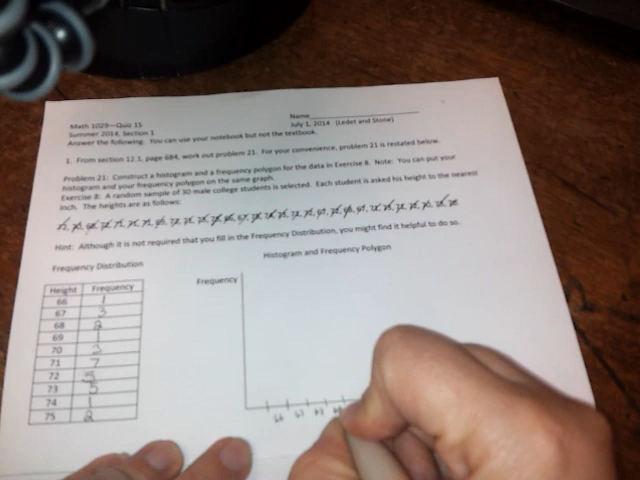 Name
Math 1029—Quiz 15
July 1, 2014 (Ledet and Stone)
Summer 2014, Section 1
Answer the following. You can use your notebook but not the textbook.
1. From section 12.1, page 684, work out problem 21. For your convenience, problem 21 is restated below.
Problem 21: Construct a histogram and a frequency polygon for the data in Exercise 8. Note: You can put your
histogram and your frequency polygon on the same graph.
Exercise 8: A random sample of 30 male college students is selected. Each student is asked his height to the nearest
inch. The heights are as follows:
Hint: Although it is not required that you fill in the Frequency Distribution, you might find it helpful to do so.
Frequency Distribution
Histogram and Frequency Polygon
Height Frequency
66 1
67 3
68 2
69 1
70 3
71 7
72 5
73 5
74 1
75 2
Frequency
66 67